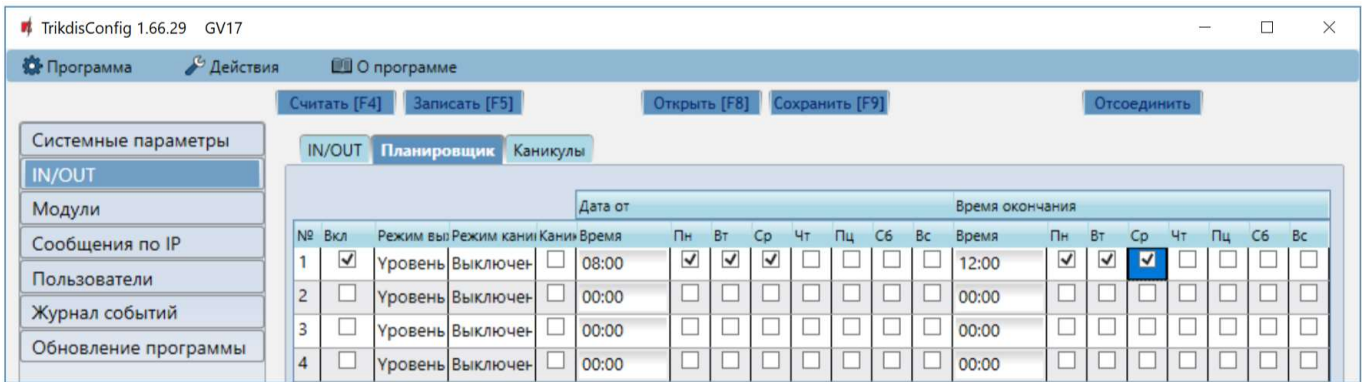 TrikdisConfig 1.66.29 GV17
Программа Действия О программе
Считать [F4] Записать [F5] Открыть [F8] Сохранить [F9] Отсоединить
Системные параметры
IN/OUT
Модули
Сообщения по IP
Пользователи
Журнал событий
Обновление программы
IN/OUT Планировщик Каникулы
Дата от Время окончания
№ Вкл Режим вы Режим кани Кани Время Пн Вт Ср Чт Пц Сб Вс Время Пн Вт Ср Чт Пц Сб Вс
1 Уровень Выключен 08:00 12:00
2 Уровень Выключен 00:00 00:00
3 Уровень Выключен 00:00 00:00
4 Уровень Выключен 00:00 00:00